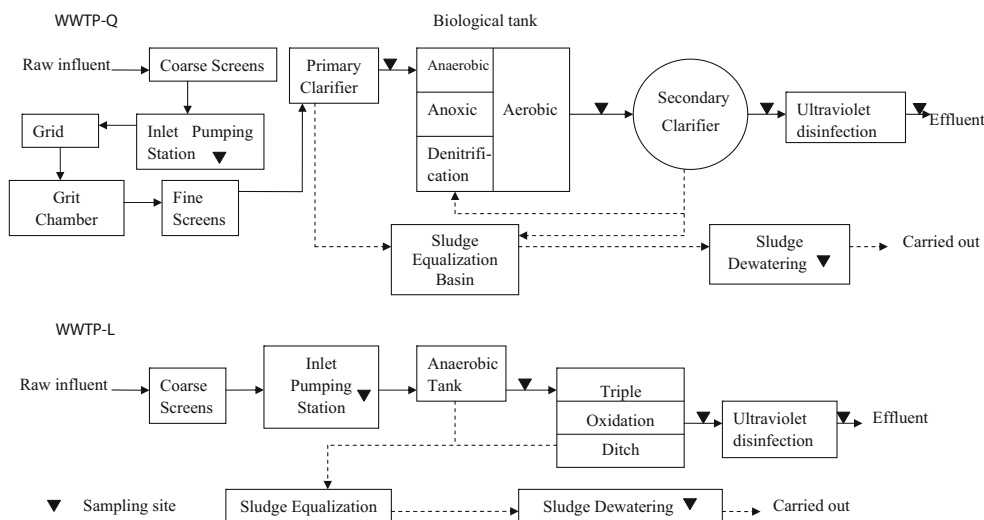 WWTP-Q
Biological tank
Raw influent
Coarse Screens
Inlet Pumping
Station
Grid
Grit
Chamber
Fine
Screens
Primary
Clarifier
Anaerobic
Anoxic
Denitrifi-
cation
Aerobic
Secondary
Clarifier
Ultraviolet
disinfection
Effluent
Sludge
Equalization
Basin
Sludge
Dewatering
Carried out
WWTP-L
Raw influent
Coarse
Screens
Inlet
Pumping
Station
Anaerobic
Tank
Triple
Oxidation
Ditch
Ultraviolet
disinfection
Effluent
Sampling site
Sludge Equalization
Sludge Dewatering
Carried out